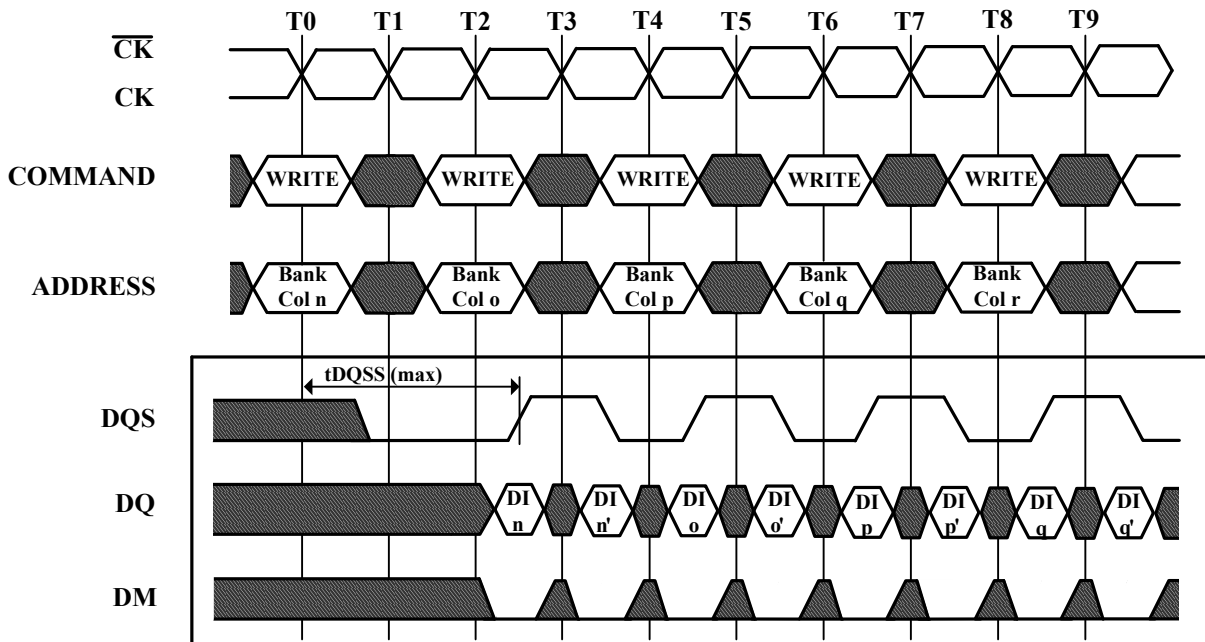 T0 T1 T2 T3 T4 T5 T6 T7 T8 T9
CK
CK
COMMAND WRITE WRITE WRITE WRITE WRITE
ADDRESS Bank Col n Bank Col o Bank Col p Bank Col q Bank Col r
tDQSS (max)
DQS
DQ DI n DI n' DI o DI o' DI p DI p' DI q DI q'
DM